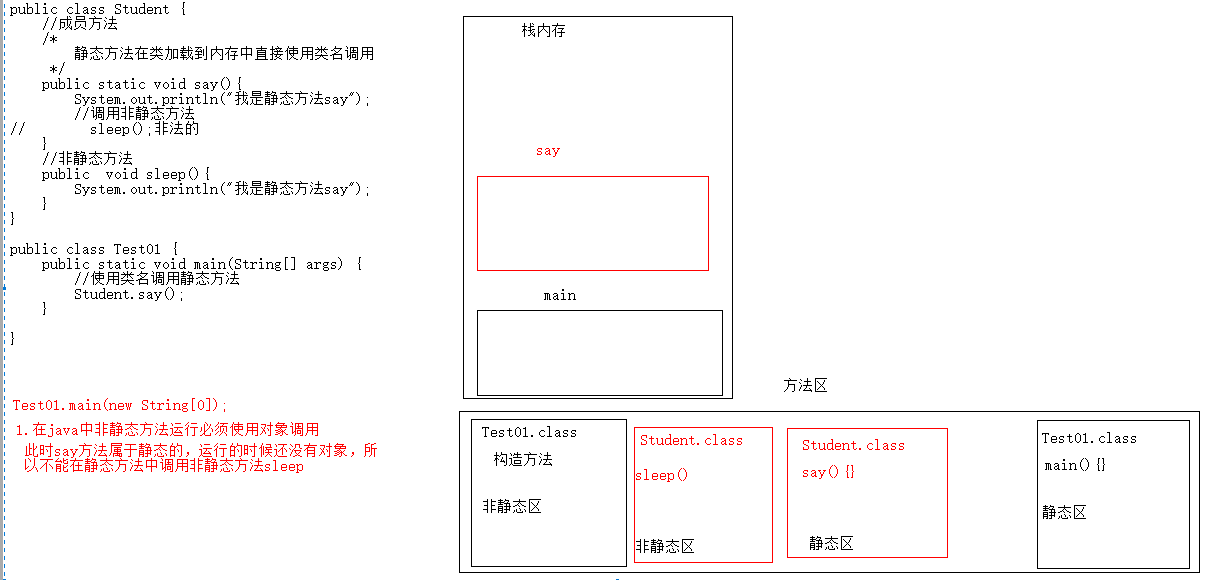 public class Student {
    //成员方法
    /*
        静态方法在类加载到内存中直接使用类名调用
     */
    public static void say(){
        System.out.println("我是静态方法say");
        //调用非静态方法
//        sleep();非法的
    }
    //非静态方法
    public  void sleep(){
        System.out.println("我是静态方法say");
    }
}
public class Test01 {
    public static void main(String[] args) {
        //使用类名调用静态方法
        Student.say();
    }
}
Test01.main(new String[0]);
1.在java中非静态方法运行必须使用对象调用
此时say方法属于静态的，运行的时候还没有对象，所
以不能在静态方法中调用非静态方法sleep
栈内存
say
main
方法区
Test01.class
构造方法
非静态区
Student.class
sleep()
非静态区
Student.class
say(){}
静态区
Test01.class
main(){}
静态区